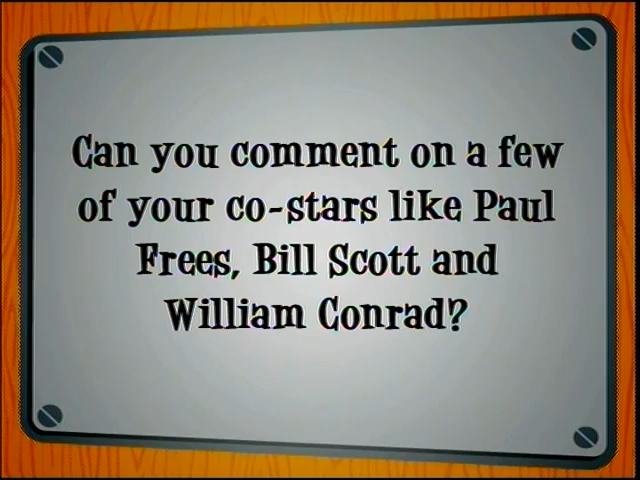 Can you comment on a few
of your co-stars like Paul
Frees, Bill Scott and
William Conrad?